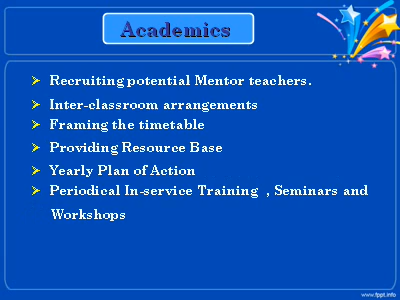 Academics
Recruiting potential Mentor teachers.
Inter-classroom arrangements
Framing the timetable
Providing Resource Base
Yearly Plan of Action
Periodical In-service Training , Seminars and
Workshops
www.fppt.info